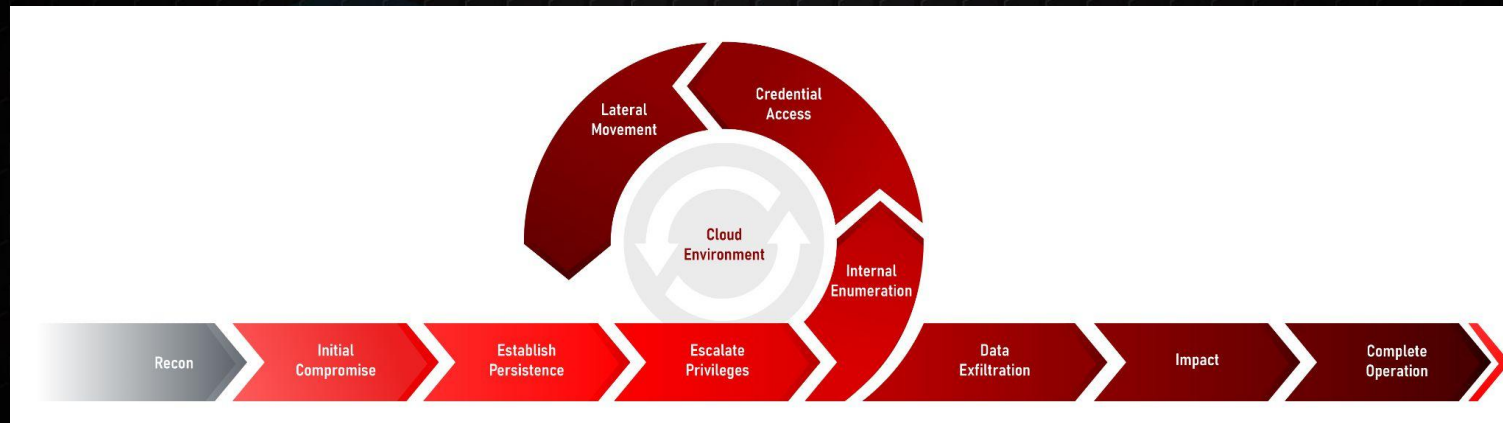 Lateral
Movement
Credential
Access
Cloud
Environment
Internal
Enumeration
Recon
Initial
Compromise
Establish
Persistence
Escalate
Privileges
Data
Exfiltration
Impact
Complete
Operation